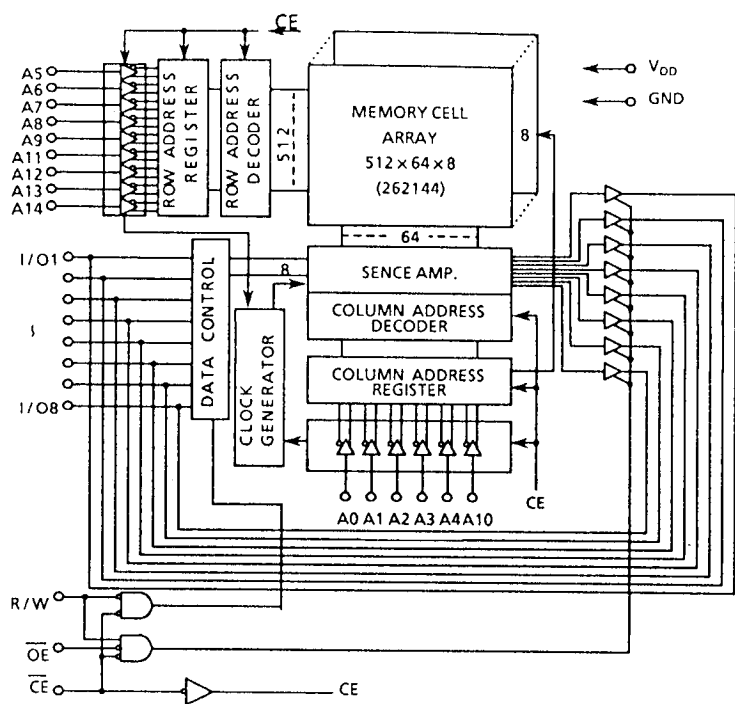 CE
A5
A6
A7
A8
A9
A11
A12
A13
A14
ROW ADDRESS
REGISTER
ROW ADDRESS
DECODER
512
MEMORY CELL
ARRAY
512×64×8
(262144)
8
VDD
GND
64
I/O1
I/O8
DATA CONTROL
8
SENCE AMP.
COLUMN ADDRESS
DECODER
CLOCK
GENERATOR
COLUMN ADDRESS
REGISTER
A0 A1 A2 A3 A4 A10
CE
R/W
OE
CE
CE